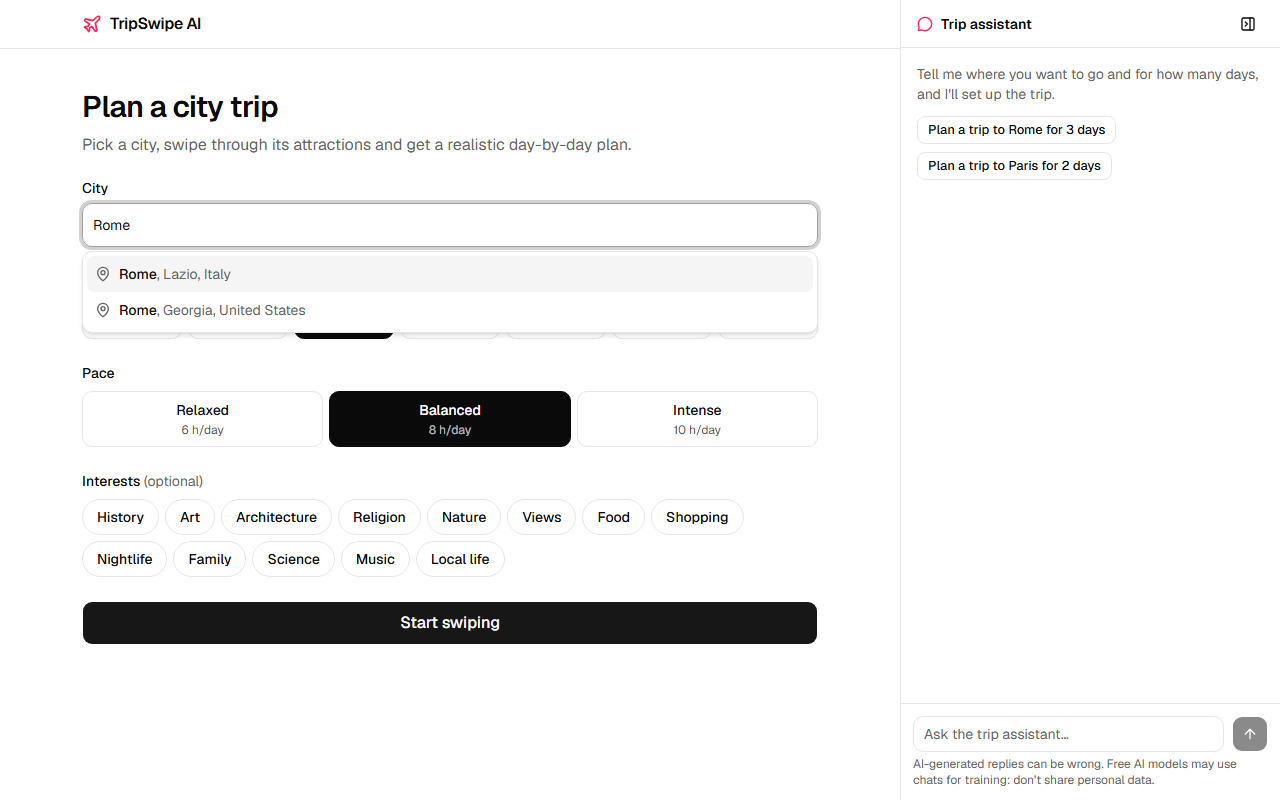 TripSwipe AI
Plan a city trip
Pick a city, swipe through its attractions and get a realistic day-by-day plan.
City
Rome
Rome, Lazio, Italy
Rome, Georgia, United States
Pace
Relaxed
6 h/day
Balanced
8 h/day
Intense
10 h/day
Interests (optional)
History
Art
Architecture
Religion
Nature
Views
Food
Shopping
Nightlife
Family
Science
Music
Local life
Start swiping
Trip assistant
Tell me where you want to go and for how many days,
and I'll set up the trip.
Plan a trip to Rome for 3 days
Plan a trip to Paris for 2 days
Ask the trip assistant…
AI-generated replies can be wrong. Free AI models may use
chats for training: don't share personal data.